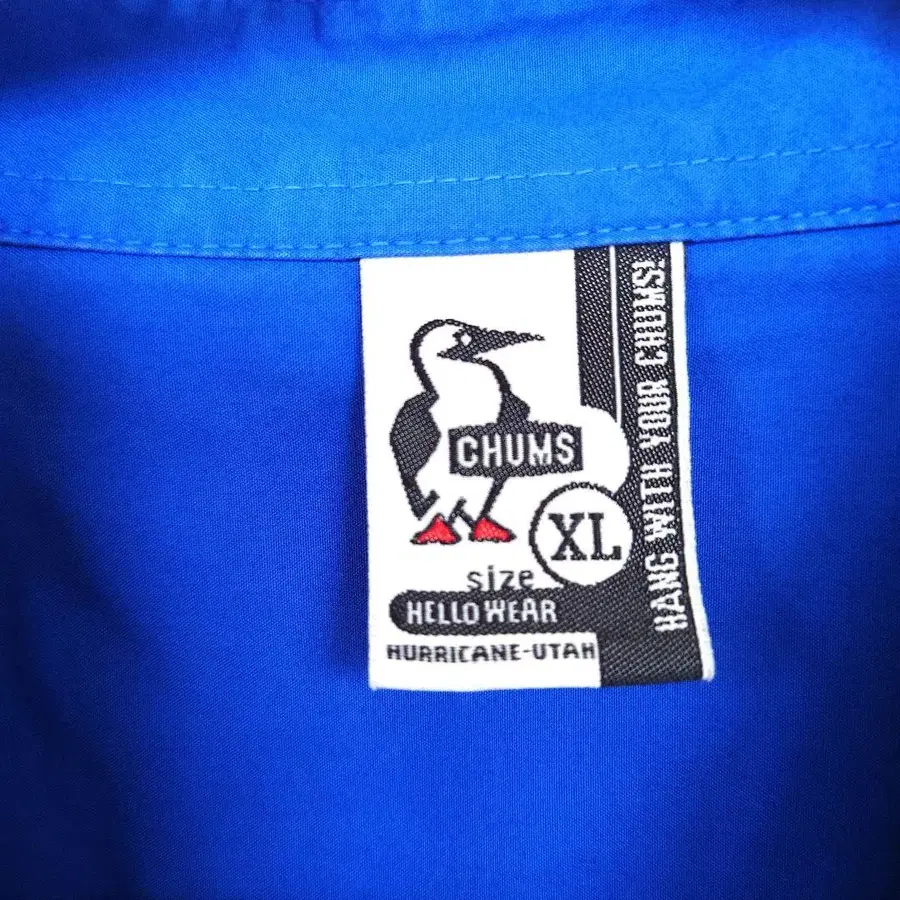 CHUMS
XL
size
HELLO WEAR
HURRICANE-UTAH
HANG WITH YOUR CHUMS!